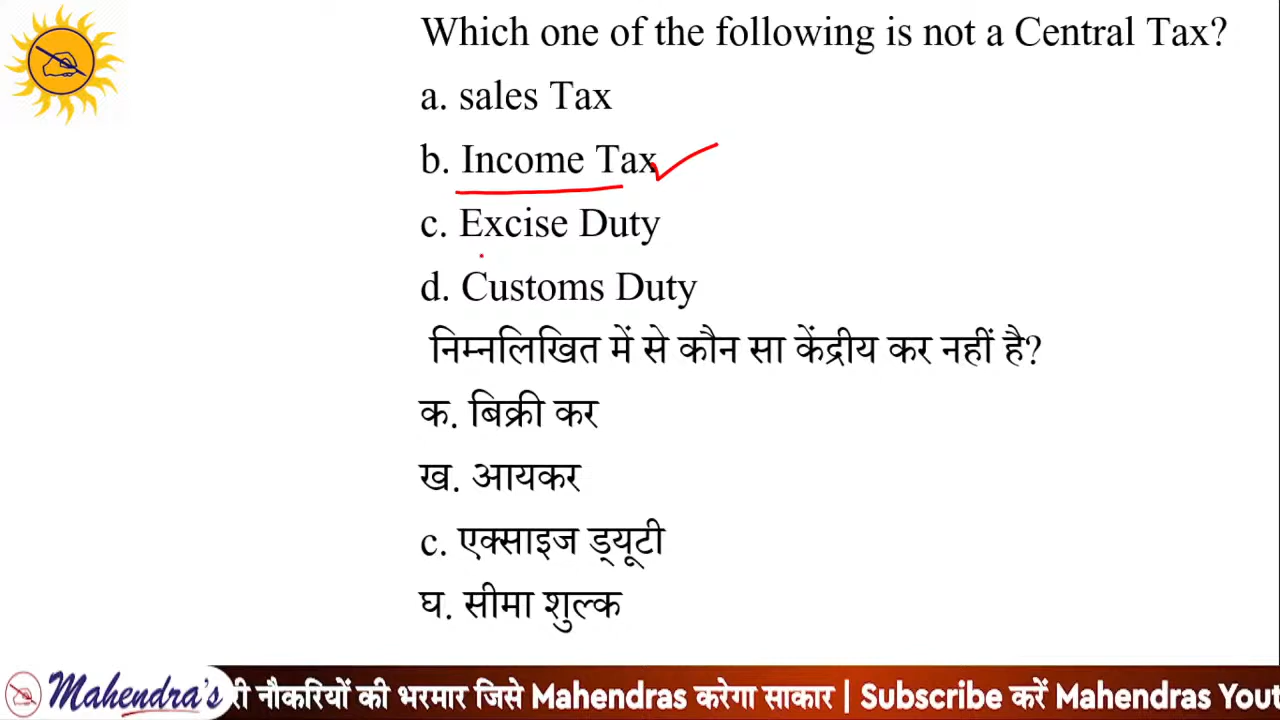 Which one of the following is not a Central Tax?
a. sales Tax
b. Income Tax
c. Excise Duty
d. Customs Duty
निम्नलिखित में से कौन सा केंद्रीय कर नहीं है?
क. बिक्री कर
ख. आयकर
c. एक्साइज ड्यूटी
घ. सीमा शुल्क
Mahendra's री नौकरियों की भरमार जिसे Mahendras करेगा साकार | Subscribe करें Mahendras Yout